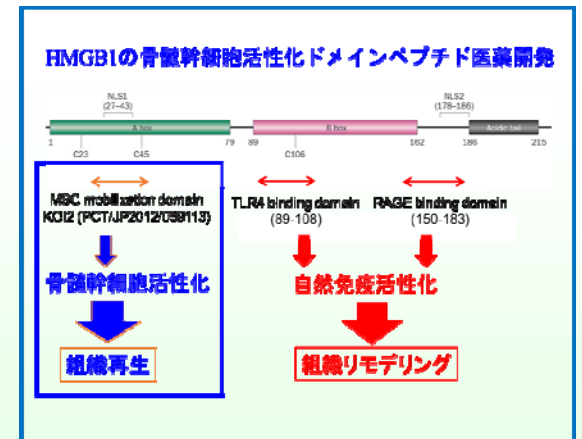 HMGB1の骨髄幹細胞活性化ドメインペプチド医薬開発
NLS1
(27–43)
NLS2
(178–186)
A box
B box
Acidic tail
1
79
89
162
186
215
C23
C45
C106
MSC mobilization domain
KOI2 (PCT/JP2012/059113)
TLR4 binding domain
(89-108)
RAGE binding domain
(150-183)
骨髄幹細胞活性化
自然免疫活性化
組織再生
組織リモデリング